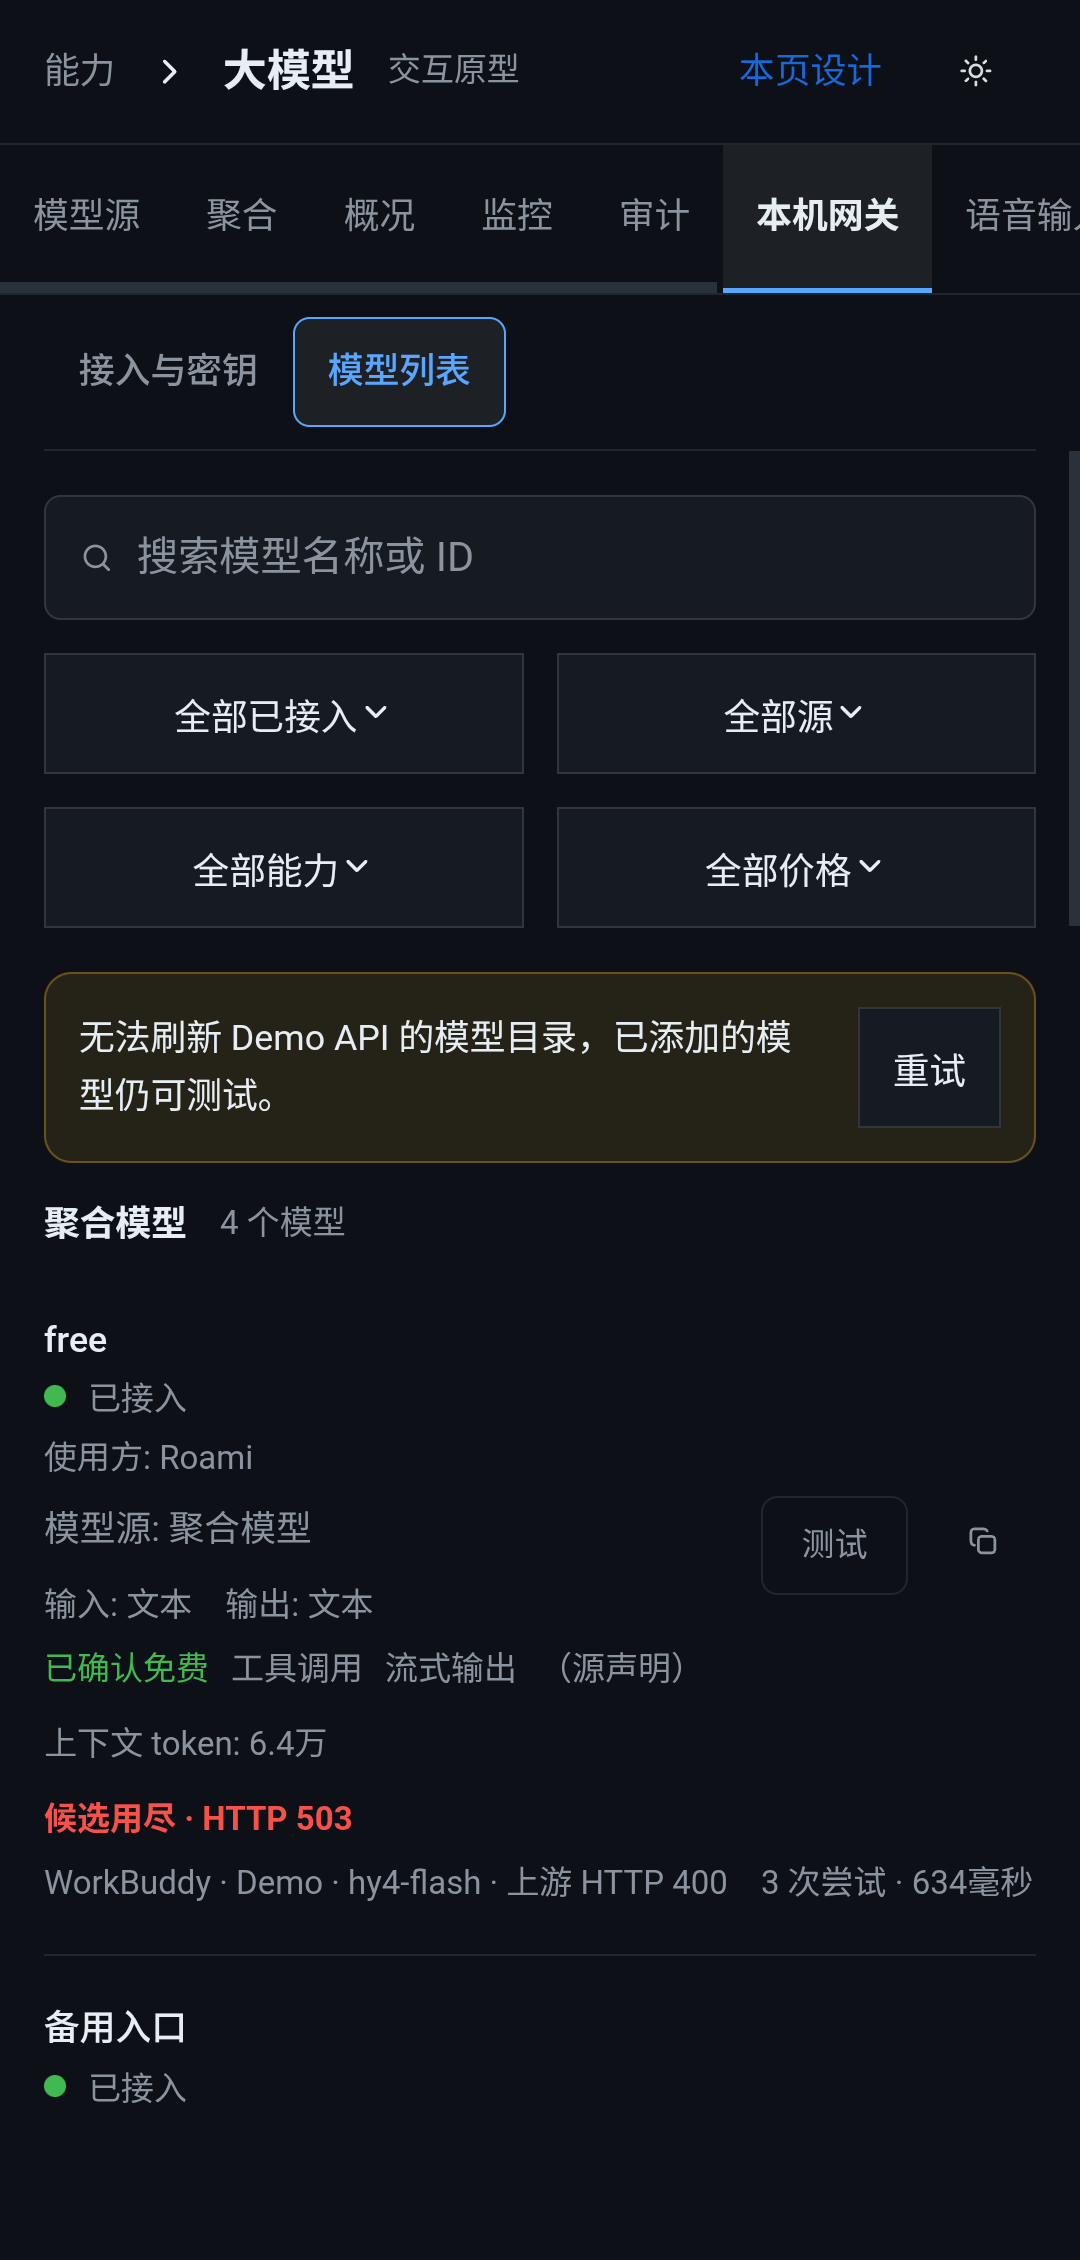 能力 > 大模型 交互原型 本页设计
模型源 聚合 概况 监控 审计 本机网关 语音输
接入与密钥 模型列表
搜索模型名称或 ID
全部已接入 全部源
全部能力 全部价格
无法刷新 Demo API 的模型目录，已添加的模
型仍可测试。
重试
聚合模型 4 个模型
free
已接入
使用方: Roami
模型源: 聚合模型
测试
输入: 文本 输出: 文本
已确认免费 工具调用 流式输出 （源声明）
上下文 token: 6.4万
候选用尽 · HTTP 503
WorkBuddy · Demo · hy4-flash · 上游 HTTP 400 3 次尝试 · 634毫秒
备用入口
已接入